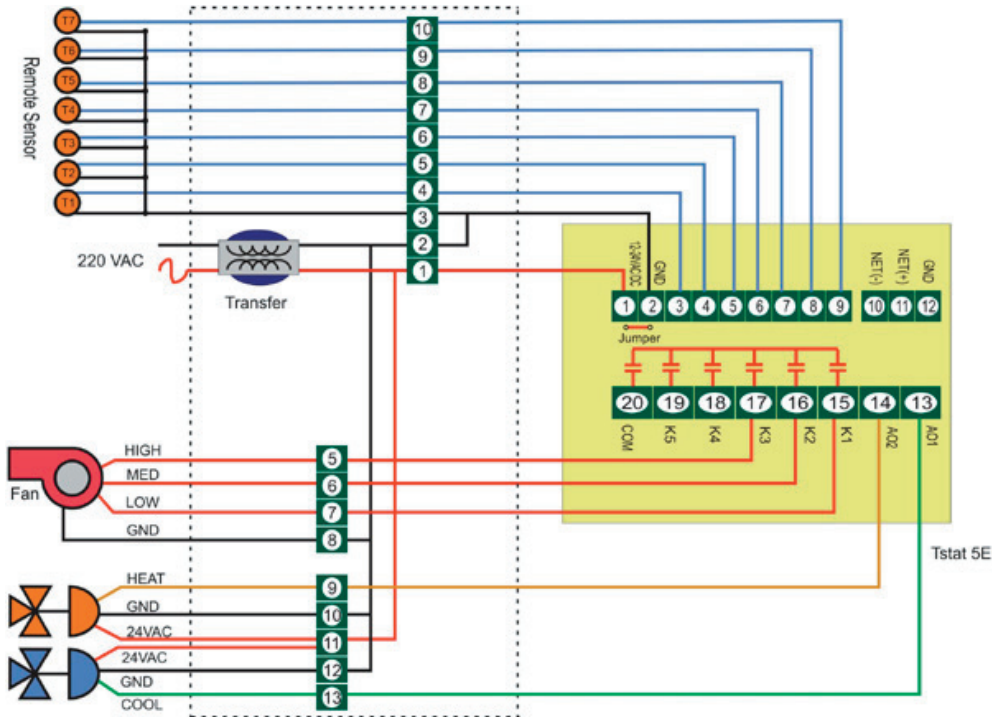 T7
T6
T5
T4
T3
T2
T1
Remote Sensor
10
9
8
7
6
5
4
3
2
1
220 VAC
Transfer
12-24VAC/DC
GND
NET(-)
NET(+)
GND
1 2 3 4 5 6 7 8 9 10 11 12
Jumper
20 19 18 17 16 15 14 13
COM K5 K4 K3 K2 K1 AO2 AO1
Tstat 5E
Fan
HIGH 5
MED 6
LOW 7
GND 8
HEAT 9
GND 10
24VAC 11
24VAC 12
GND
COOL 13